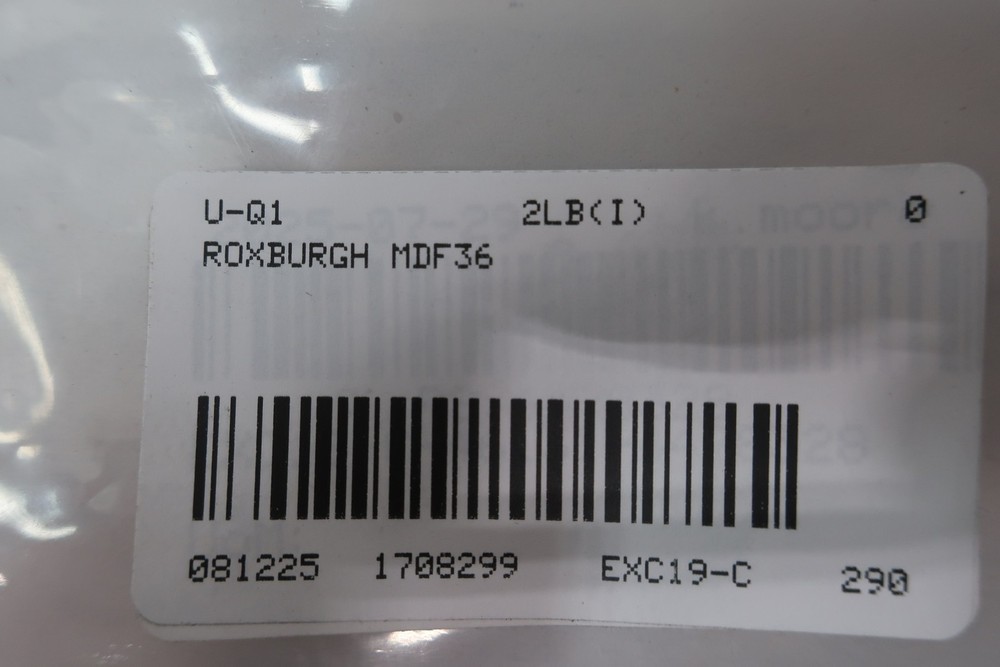 U-Q1 2LB(I) 0
ROXBURGH MDF36
081225 1708299 EXC19-C 290